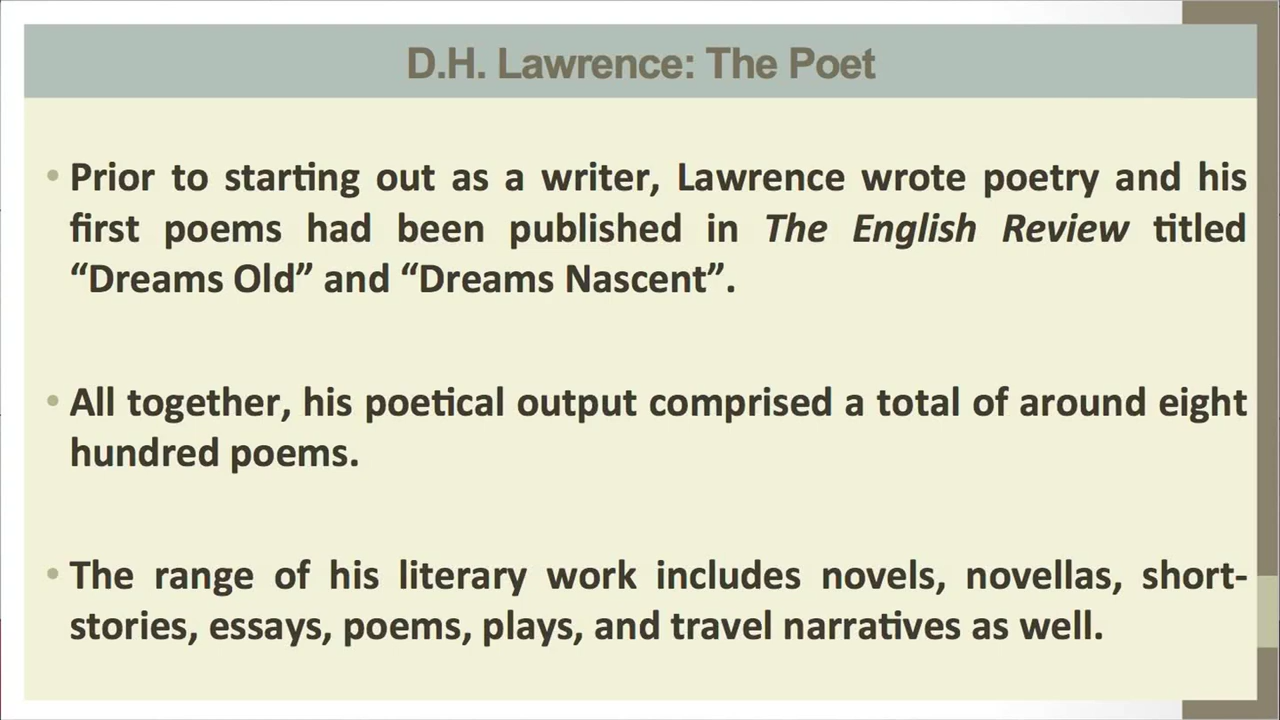 D.H. Lawrence: The Poet
• Prior to starting out as a writer, Lawrence wrote poetry and his
first poems had been published in The English Review titled
“Dreams Old” and “Dreams Nascent”.
• All together, his poetical output comprised a total of around eight
hundred poems.
• The range of his literary work includes novels, novellas, short-
stories, essays, poems, plays, and travel narratives as well.